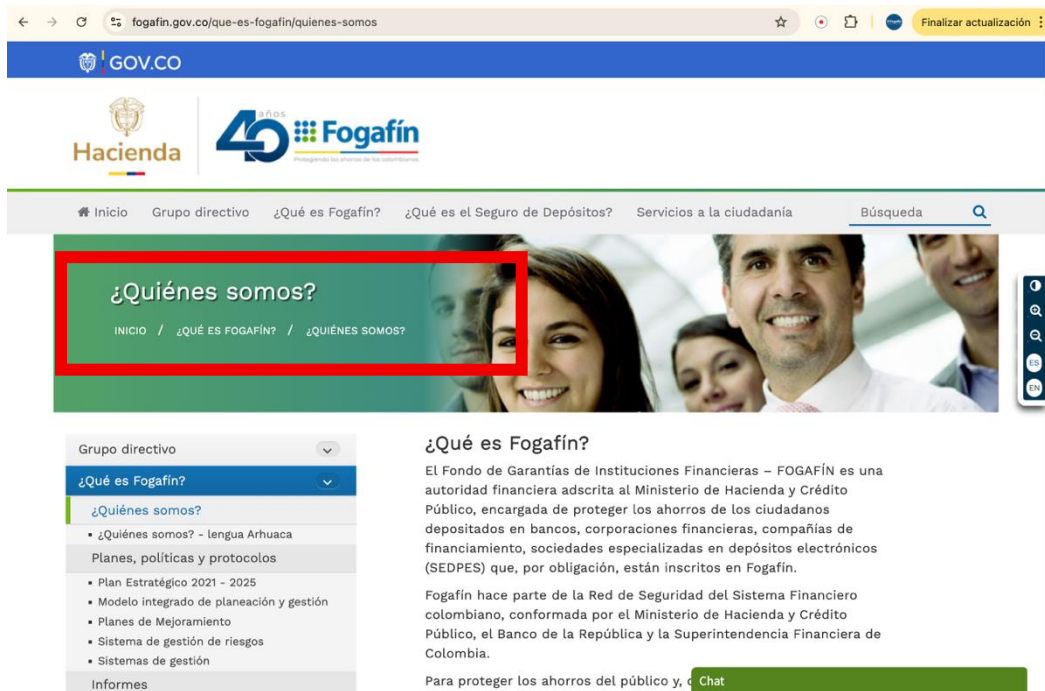 fogafin.gov.co/que-es-fogafin/quienes-somos
Finalizar actualización
GOV.CO
Hacienda
40 años
Fogafín
Protegiendo los ahorros de los colombianos
Inicio
Grupo directivo
¿Qué es Fogafín?
¿Qué es el Seguro de Depósitos?
Servicios a la ciudadanía
Búsqueda
¿Quiénes somos?
INICIO / ¿QUÉ ES FOGAFÍN? / ¿QUIÉNES SOMOS?
ES
EN
Grupo directivo
¿Qué es Fogafín?
¿Quiénes somos?
▪ ¿Quiénes somos? - lengua Arhuaca
Planes, políticas y protocolos
▪ Plan Estratégico 2021 - 2025
▪ Modelo integrado de planeación y gestión
▪ Planes de Mejoramiento
▪ Sistema de gestión de riesgos
▪ Sistemas de gestión
Informes
¿Qué es Fogafín?
El Fondo de Garantías de Instituciones Financieras – FOGAFÍN es una
autoridad financiera adscrita al Ministerio de Hacienda y Crédito
Público, encargada de proteger los ahorros de los ciudadanos
depositados en bancos, corporaciones financieras, compañías de
financiamiento, sociedades especializadas en depósitos electrónicos
(SEDPES) que, por obligación, están inscritos en Fogafín.
Fogafín hace parte de la Red de Seguridad del Sistema Financiero
colombiano, conformada por el Ministerio de Hacienda y Crédito
Público, el Banco de la República y la Superintendencia Financiera de
Colombia.
Para proteger los ahorros del público y,
Chat